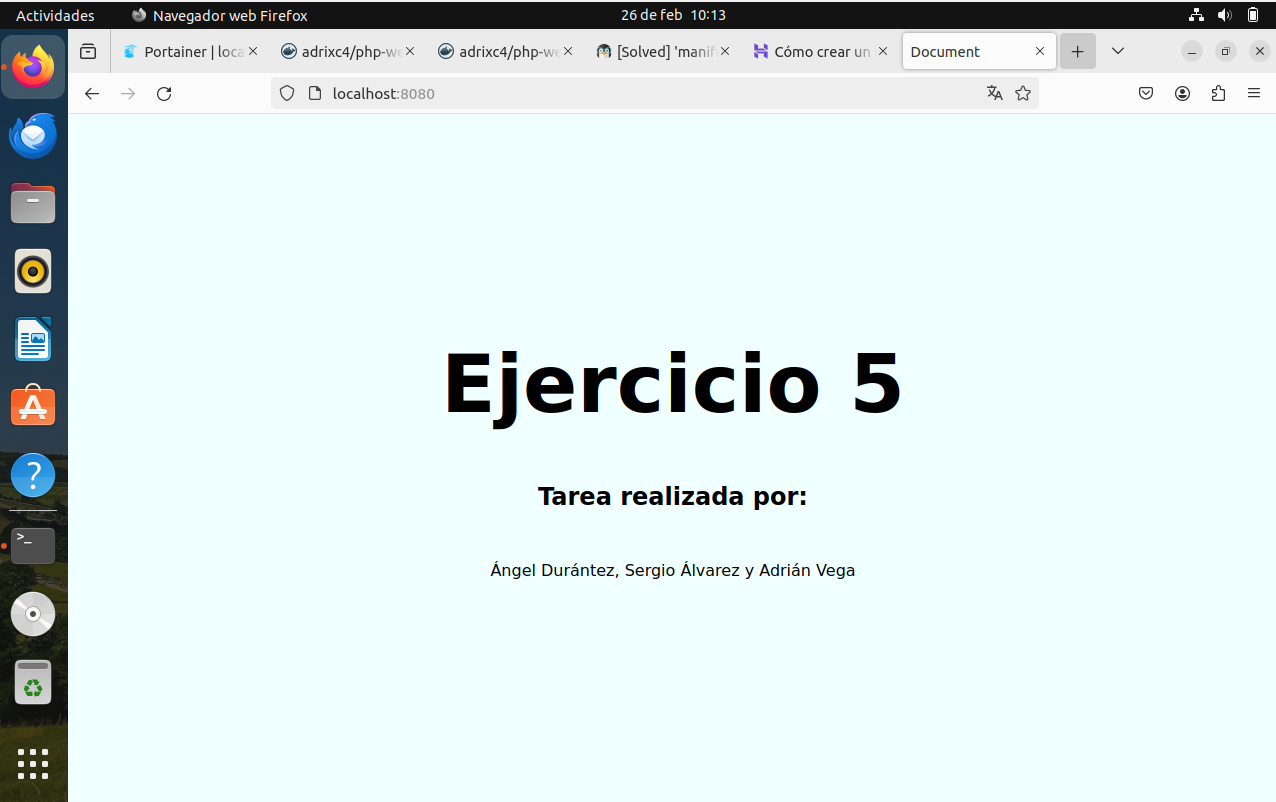 Actividades
Navegador web Firefox
26 de feb 10:13
Portainer | loca
adrixc4/php-we
adrixc4/php-we
[Solved] 'manif
Cómo crear un
Document
localhost:8080
Ejercicio 5
Tarea realizada por:
Ángel Durántez, Sergio Álvarez y Adrián Vega